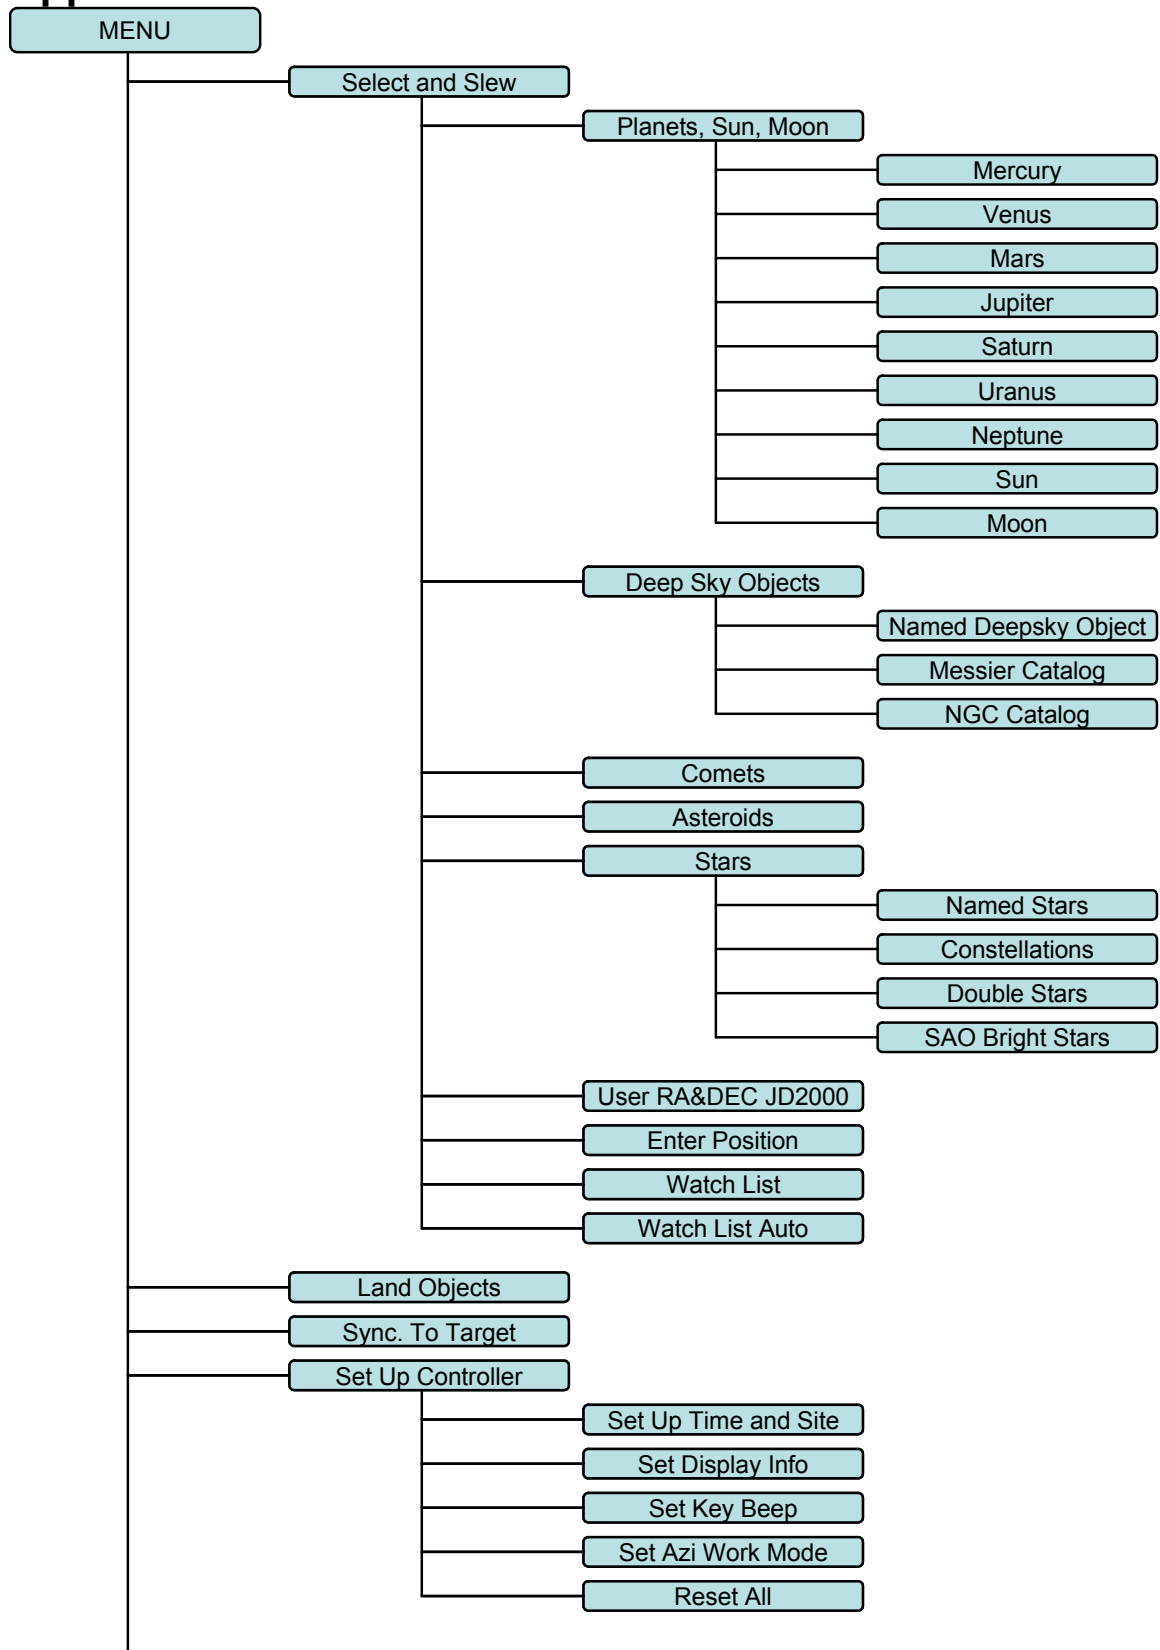 MENU
Select and Slew
Planets, Sun, Moon
Mercury
Venus
Mars
Jupiter
Saturn
Uranus
Neptune
Sun
Moon
Deep Sky Objects
Named Deepsky Object
Messier Catalog
NGC Catalog
Comets
Asteroids
Stars
Named Stars
Constellations
Double Stars
SAO Bright Stars
User RA&DEC JD2000
Enter Position
Watch List
Watch List Auto
Land Objects
Sync. To Target
Set Up Controller
Set Up Time and Site
Set Display Info
Set Key Beep
Set Azi Work Mode
Reset All